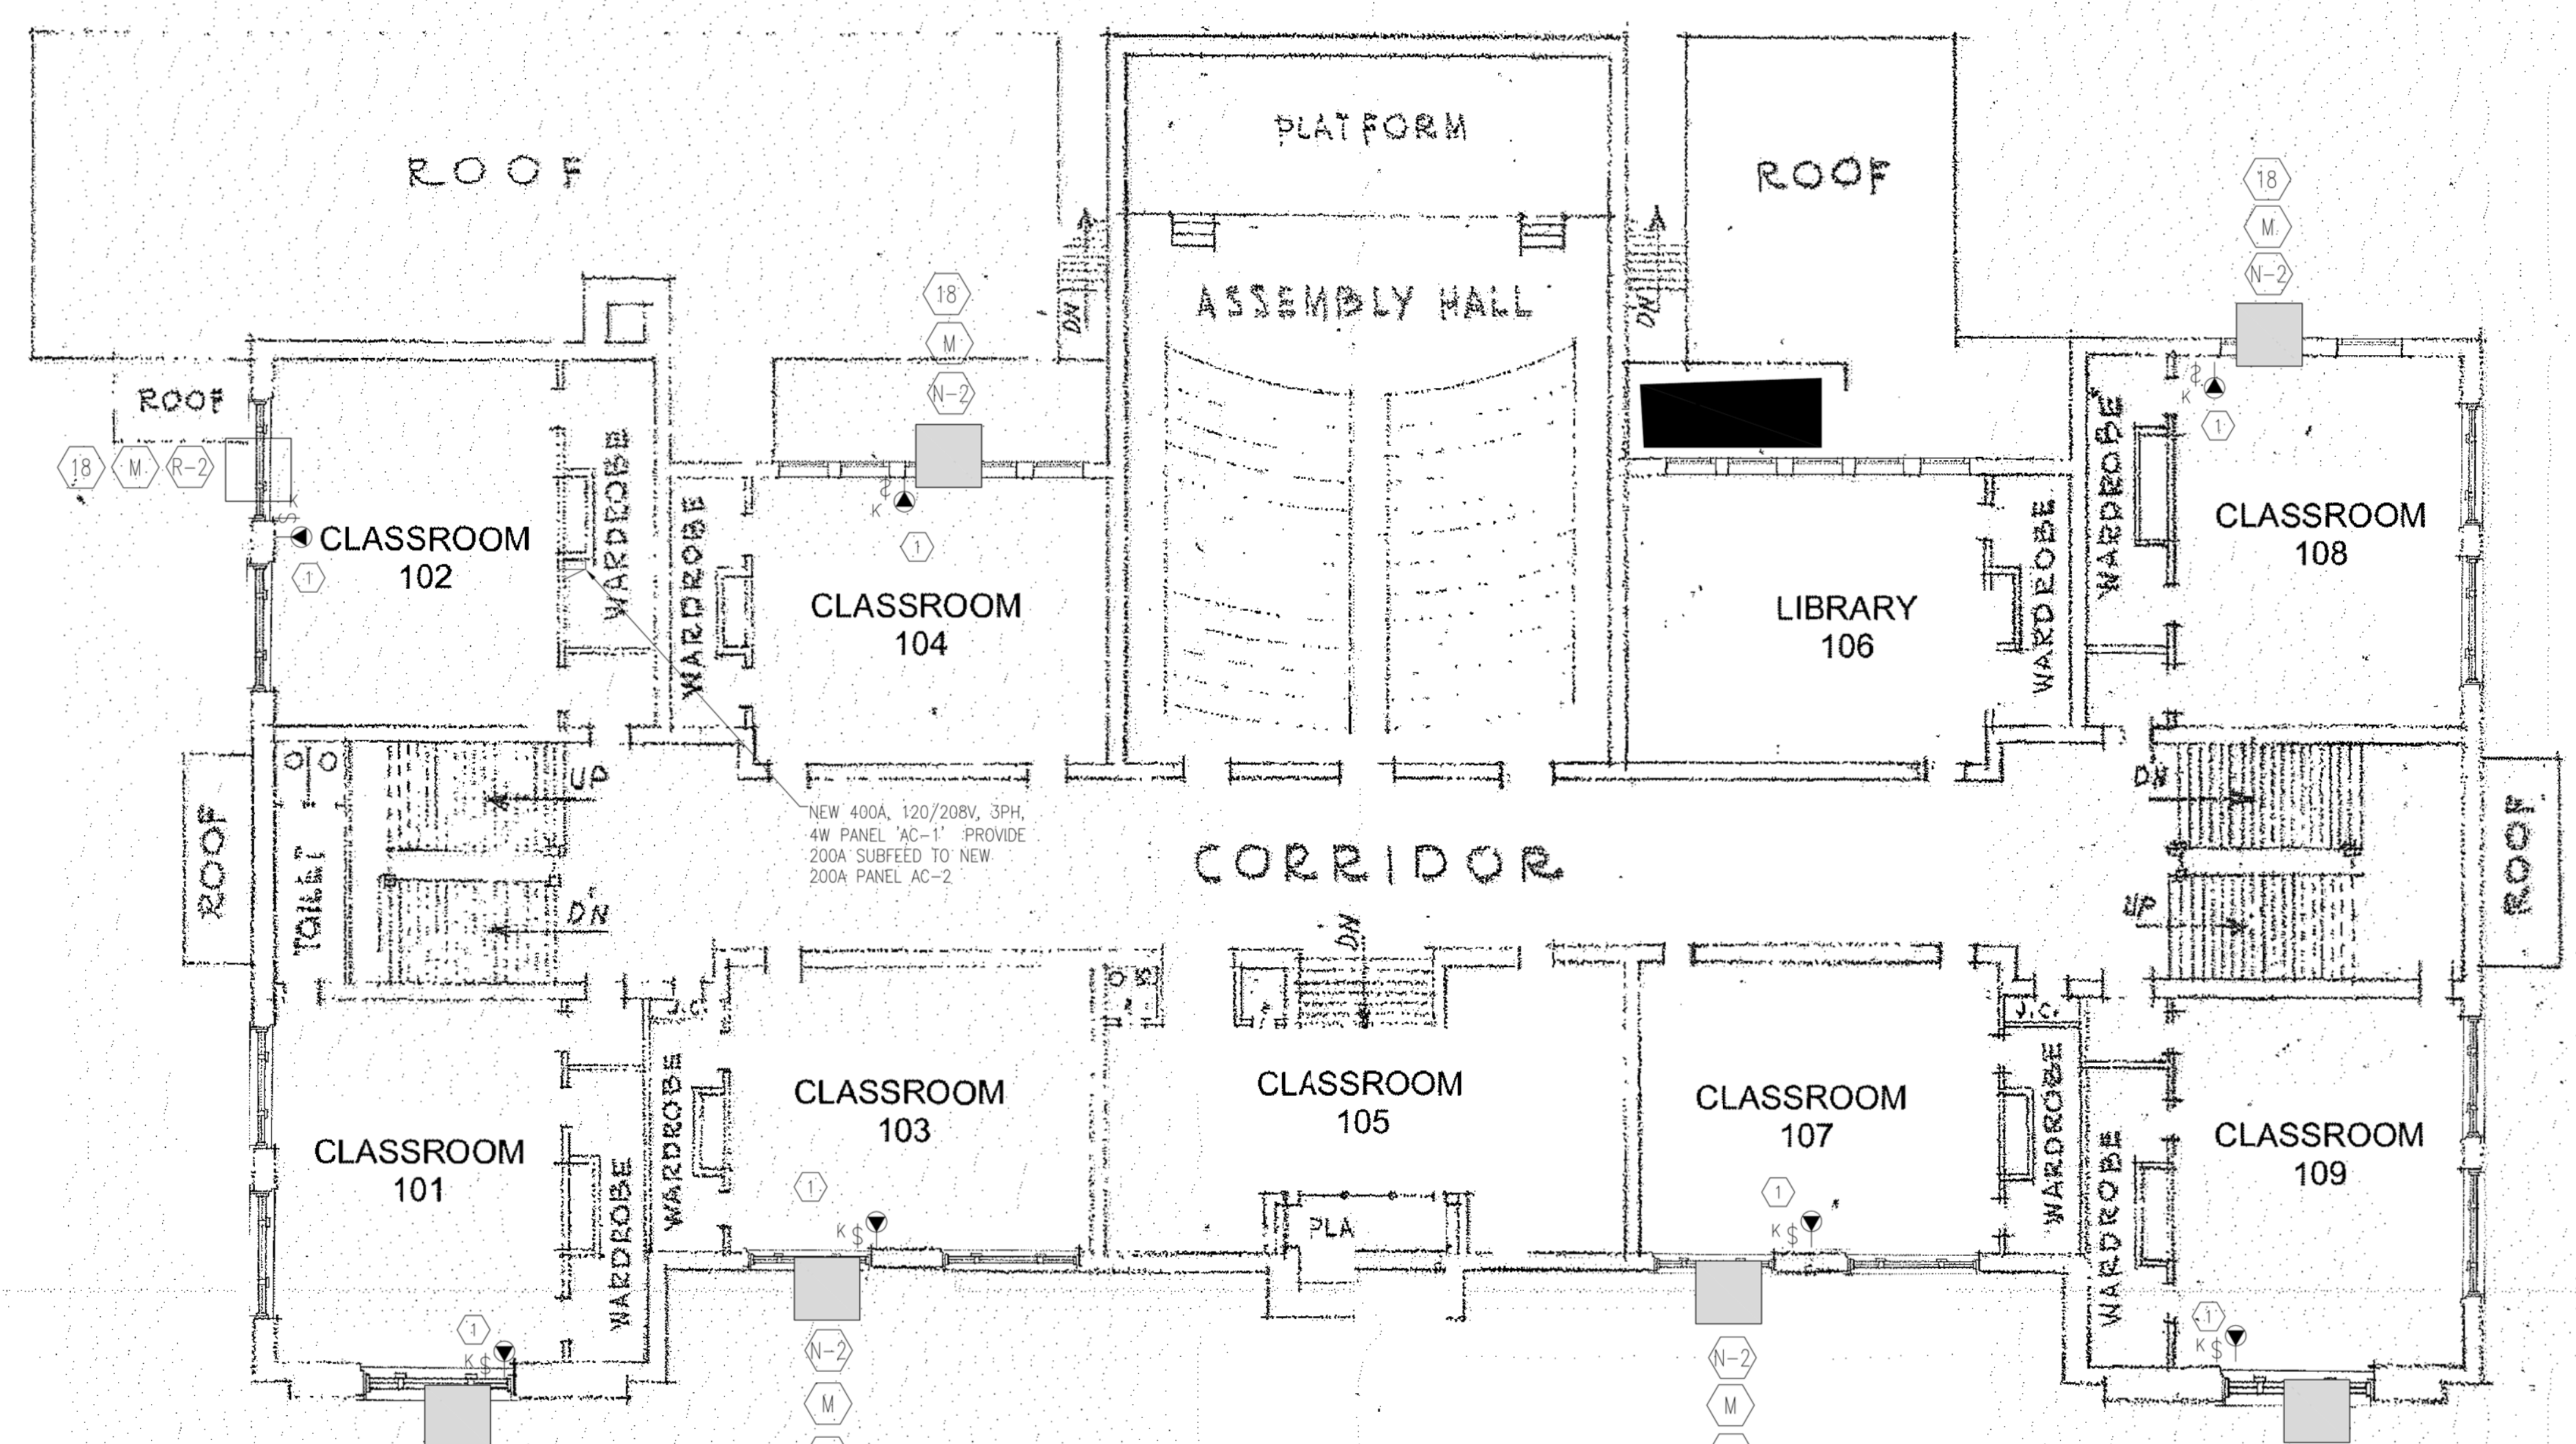 PLATFORM
ROOF
ROOF
18
M
N-2
18
M
N-2
ASSEMBLY HALL
DN
DN
ROOF
18
M
R-2
K
$
1
CLASSROOM
102
WARDROBE
WARDROBE
$
K
1
CLASSROOM
104
LIBRARY
106
WARDROBE
WARDROBE
$
K
1
CLASSROOM
108
UP
DN
ROOF
TOILET
DN
NEW 400A, 120/208V, 3PH,
4W PANEL 'AC-1' PROVIDE
200A SUBFEED TO NEW
200A PANEL AC-2
CORRIDOR
DN
UP
ROOF
J.C.
J.C.
CLASSROOM
101
WARDROBE
WARDROBE
CLASSROOM
103
1
K $
CLASSROOM
105
PLA
CLASSROOM
107
1
K $
WARDROBE
WARDROBE
CLASSROOM
109
1
K $
1
K $
N-2
M
N-2
M